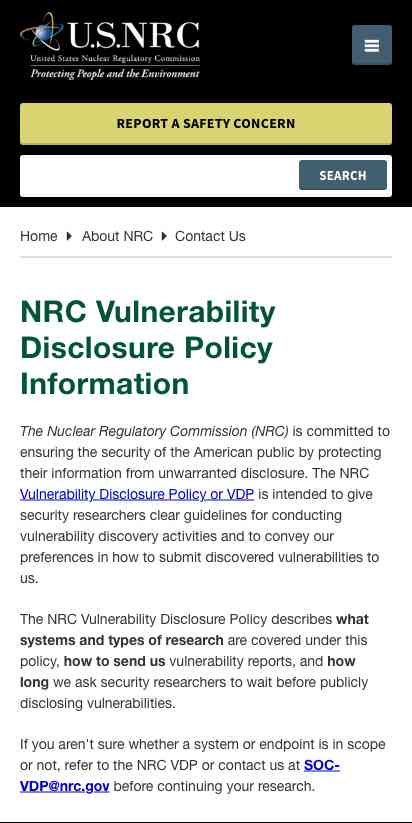 U.S.NRC
United States Nuclear Regulatory Commission
Protecting People and the Environment
REPORT A SAFETY CONCERN
SEARCH
Home About NRC Contact Us
NRC Vulnerability
Disclosure Policy
Information
The Nuclear Regulatory Commission (NRC) is committed to
ensuring the security of the American public by protecting
their information from unwarranted disclosure. The NRC
Vulnerability Disclosure Policy or VDP is intended to give
security researchers clear guidelines for conducting
vulnerability discovery activities and to convey our
preferences in how to submit discovered vulnerabilities to
us.
The NRC Vulnerability Disclosure Policy describes what
systems and types of research are covered under this
policy, how to send us vulnerability reports, and how
long we ask security researchers to wait before publicly
disclosing vulnerabilities.
If you aren't sure whether a system or endpoint is in scope
or not, refer to the NRC VDP or contact us at SOC-
VDP@nrc.gov before continuing your research.